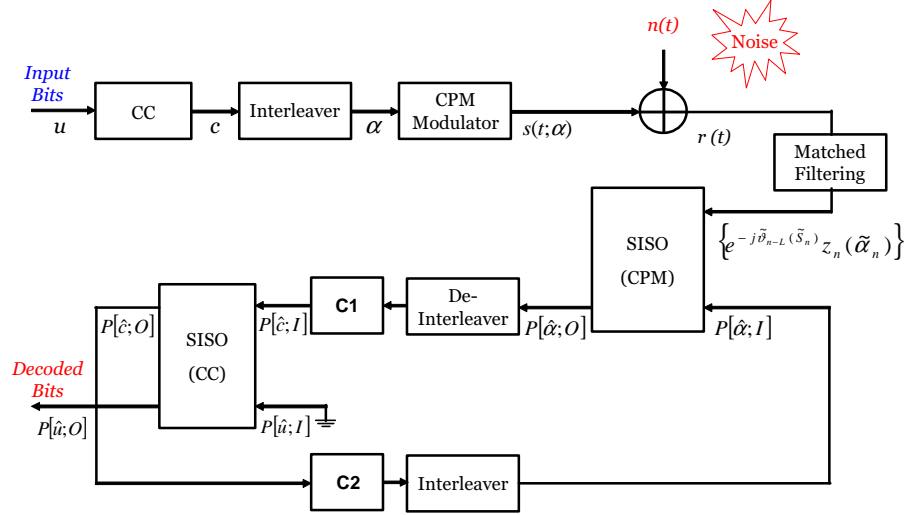 n(t)
Noise
Input
Bits
u
CC
c
Interleaver
α
CPM
Modulator
s(t;α)
r(t)
Matched
Filtering
{e^{-jϑ̃_{n-L}(S̃_n)} z_n(α̃_n)}
SISO
(CPM)
P[α̂;O]
P[α̂;I]
De-
Interleaver
C1
P[ĉ;I]
P[ĉ;O]
SISO
(CC)
Decoded
Bits
P[û;O]
P[û;I]
C2
Interleaver